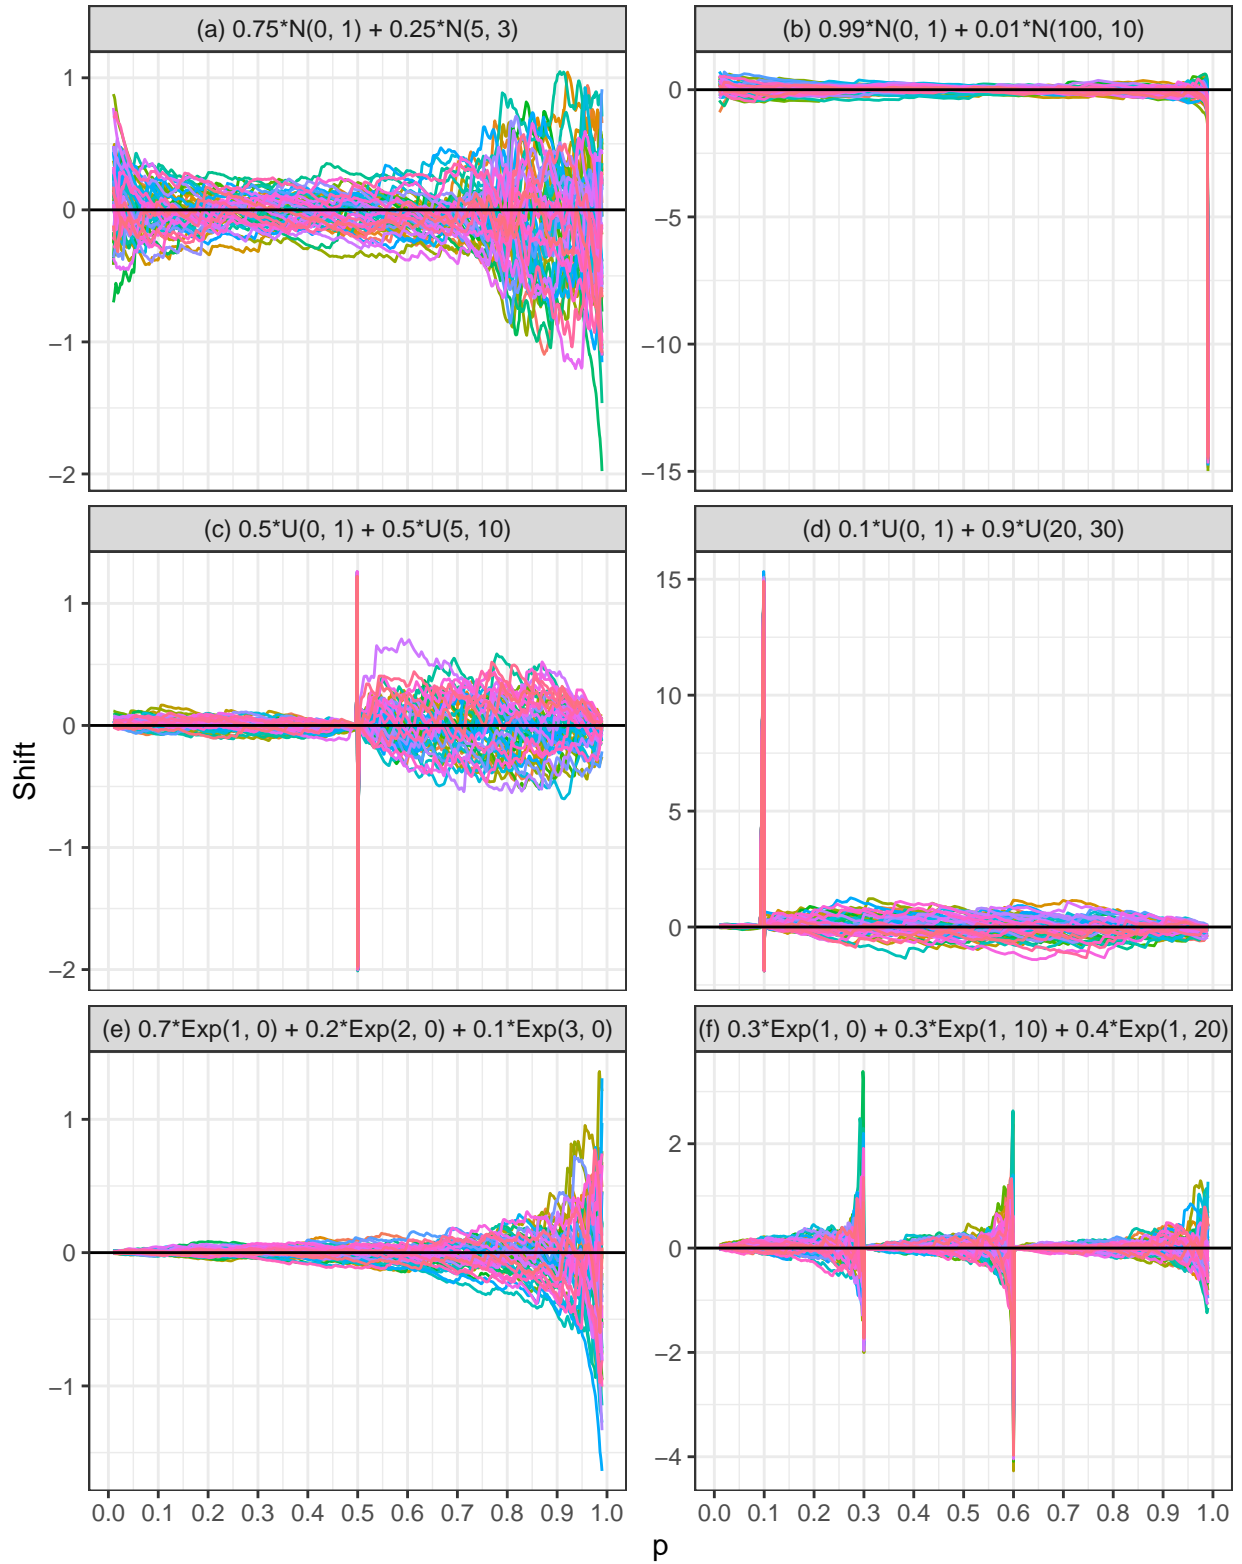 (a) 0.75*N(0, 1) + 0.25*N(5, 3)
(b) 0.99*N(0, 1) + 0.01*N(100, 10)
1
0
−1
−2
0
−5
−10
−15
(c) 0.5*U(0, 1) + 0.5*U(5, 10)
(d) 0.1*U(0, 1) + 0.9*U(20, 30)
1
0
−1
−2
15
10
5
0
Shift
(e) 0.7*Exp(1, 0) + 0.2*Exp(2, 0) + 0.1*Exp(3, 0)
(f) 0.3*Exp(1, 0) + 0.3*Exp(1, 10) + 0.4*Exp(1, 20)
1
0
−1
2
0
−2
−4
0.0 0.1 0.2 0.3 0.4 0.5 0.6 0.7 0.8 0.9 1.0
0.0 0.1 0.2 0.3 0.4 0.5 0.6 0.7 0.8 0.9 1.0
p